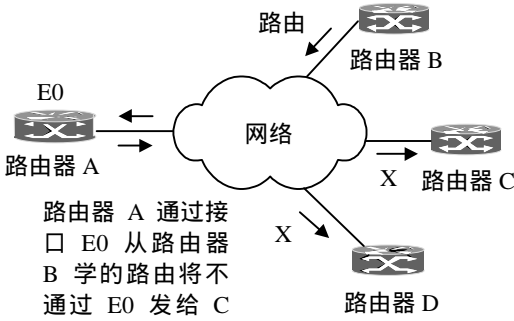 路由
路由器 B
E0
网络
路由器 A
X
路由器 C
路由器 A 通过接
口 E0 从路由器
B 学的路由将不
通过 E0 发给 C
X
路由器 D